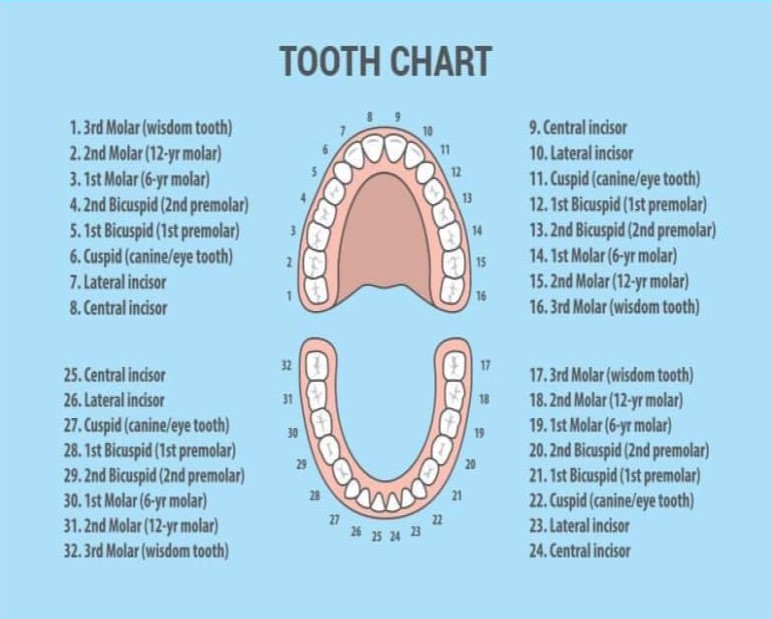 TOOTH CHART
1. 3rd Molar (wisdom tooth)
2. 2nd Molar (12-yr molar)
3. 1st Molar (6-yr molar)
4. 2nd Bicuspid (2nd premolar)
5. 1st Bicuspid (1st premolar)
6. Cuspid (canine/eye tooth)
7. Lateral incisor
8. Central incisor
8
9
7
10
6
11
5
12
4
13
3
14
2
15
1
16
9. Central incisor
10. Lateral incisor
11. Cuspid (canine/eye tooth)
12. 1st Bicuspid (1st premolar)
13. 2nd Bicuspid (2nd premolar)
14. 1st Molar (6-yr molar)
15. 2nd Molar (12-yr molar)
16. 3rd Molar (wisdom tooth)
25. Central incisor
26. Lateral incisor
27. Cuspid (canine/eye tooth)
28. 1st Bicuspid (1st premolar)
29. 2nd Bicuspid (2nd premolar)
30. 1st Molar (6-yr molar)
31. 2nd Molar (12-yr molar)
32. 3rd Molar (wisdom tooth)
32
17
31
18
30
19
29
20
28
21
27
22
26
25
24
23
17. 3rd Molar (wisdom tooth)
18. 2nd Molar (12-yr molar)
19. 1st Molar (6-yr molar)
20. 2nd Bicuspid (2nd premolar)
21. 1st Bicuspid (1st premolar)
22. Cuspid (canine/eye tooth)
23. Lateral incisor
24. Central incisor